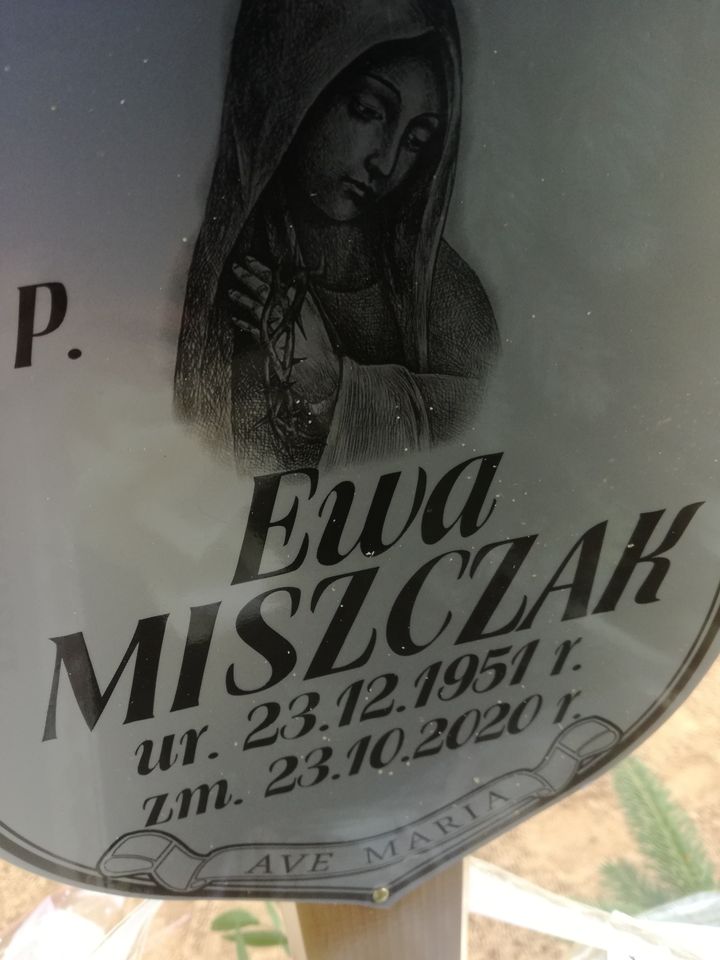 P.
Ewa
MISZCZAK
ur. 23.12.1951 r.
zm. 23.10.2020 r.
AVE MARIA